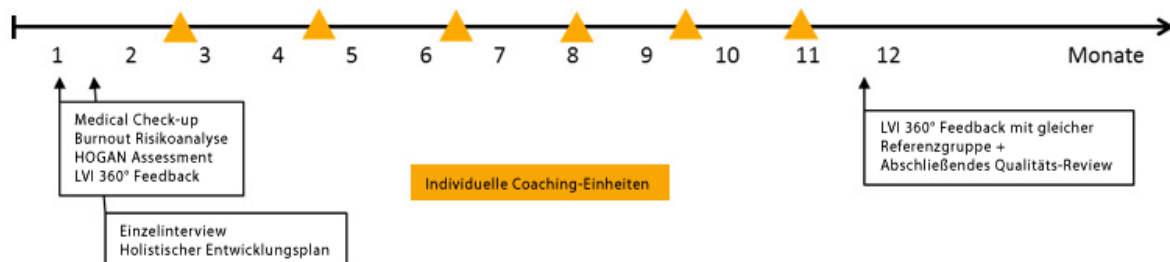 1 2 3 4 5 6 7 8 9 10 11 12 Monate
Medical Check-up
Burnout Risikoanalyse
HOGAN Assessment
LVI 360° Feedback
Einzelinterview
Holistischer Entwicklungsplan
Individuelle Coaching-Einheiten
LVI 360° Feedback mit gleicher
Referenzgruppe +
Abschließendes Qualitäts-Review